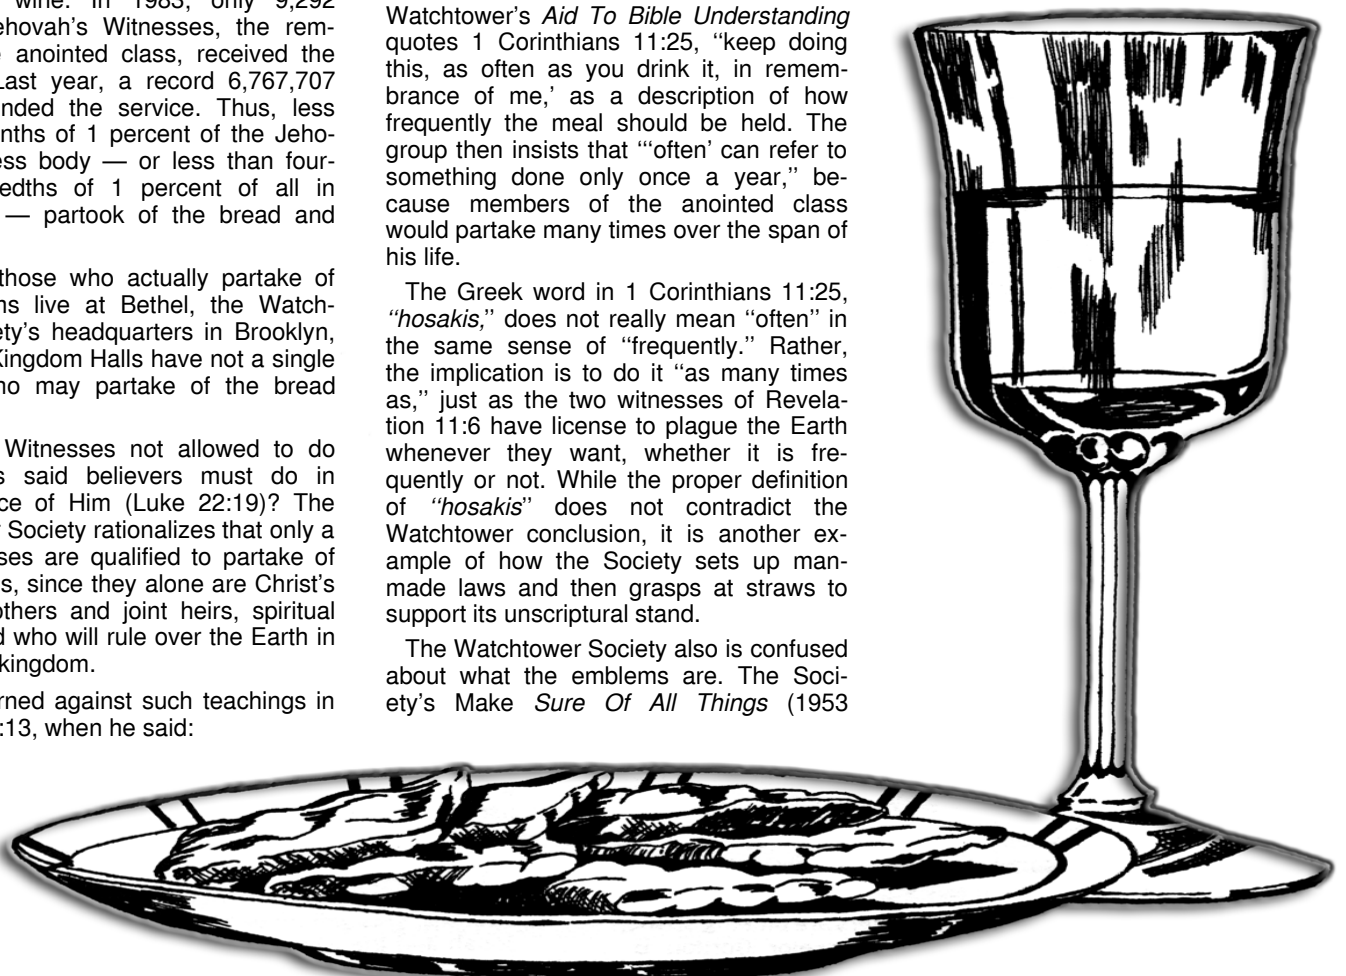 wine. In 1983, only 9,292
ehovah’s Witnesses, the rem-
e anointed class, received the
Last year, a record 6,767,707
nded the service. Thus, less
nths of 1 percent of the Jeho-
ess body — or less than four-
edths of 1 percent of all in
— partook of the bread and
those who actually partake of
ns live at Bethel, the Watch-
ety’s headquarters in Brooklyn,
Kingdom Halls have not a single
ho may partake of the bread
Witnesses not allowed to do
s said believers must do in
ce of Him (Luke 22:19)? The
r Society rationalizes that only a
ses are qualified to partake of
s, since they alone are Christ’s
others and joint heirs, spiritual
d who will rule over the Earth in
kingdom.
rned against such teachings in
:13, when he said:
Watchtower’s Aid To Bible Understanding
quotes 1 Corinthians 11:25, “keep doing
this, as often as you drink it, in remem-
brance of me,’ as a description of how
frequently the meal should be held. The
group then insists that “‘often’ can refer to
something done only once a year,” be-
cause members of the anointed class
would partake many times over the span of
his life.
The Greek word in 1 Corinthians 11:25,
“hosakis,” does not really mean “often” in
the same sense of “frequently.” Rather,
the implication is to do it “as many times
as,” just as the two witnesses of Revela-
tion 11:6 have license to plague the Earth
whenever they want, whether it is fre-
quently or not. While the proper definition
of “hosakis” does not contradict the
Watchtower conclusion, it is another ex-
ample of how the Society sets up man-
made laws and then grasps at straws to
support its unscriptural stand.
The Watchtower Society also is confused
about what the emblems are. The Soci-
ety’s Make Sure Of All Things (1953